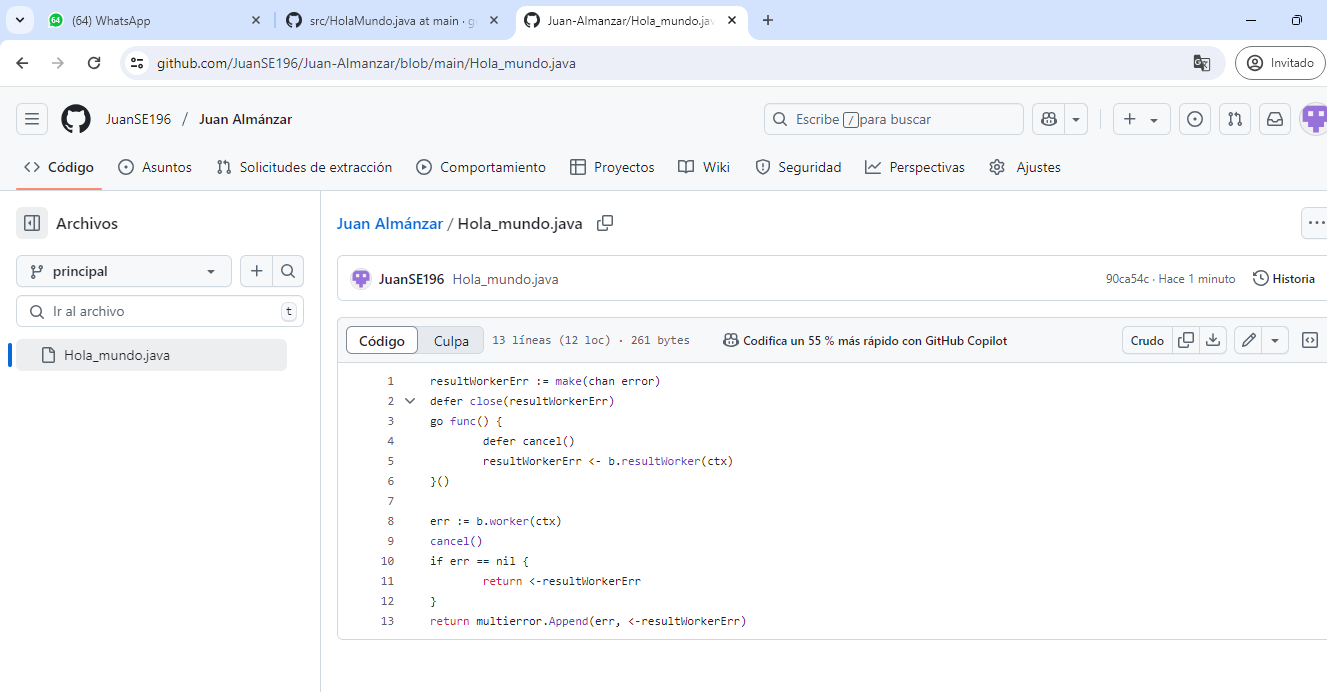 64 (64) WhatsApp
src/HolaMundo.java at main · g
Juan-Almanzar/Hola_mundo.jav
github.com/JuanSE196/Juan-Almanzar/blob/main/Hola_mundo.java
Invitado
JuanSE196 / Juan Almánzar
Escribe / para buscar
Código
Asuntos
Solicitudes de extracción
Comportamiento
Proyectos
Wiki
Seguridad
Perspectivas
Ajustes
Archivos
principal
Ir al archivo t
Hola_mundo.java
Juan Almánzar / Hola_mundo.java
JuanSE196 Hola_mundo.java
90ca54c · Hace 1 minuto
Historia
Código
Culpa
13 líneas (12 loc) · 261 bytes
Codifica un 55 % más rápido con GitHub Copilot
Crudo
1 resultWorkerErr := make(chan error)
2 defer close(resultWorkerErr)
3 go func() {
4 defer cancel()
5 resultWorkerErr <- b.resultWorker(ctx)
6 }()
7
8 err := b.worker(ctx)
9 cancel()
10 if err == nil {
11 return <-resultWorkerErr
12 }
13 return multierror.Append(err, <-resultWorkerErr)